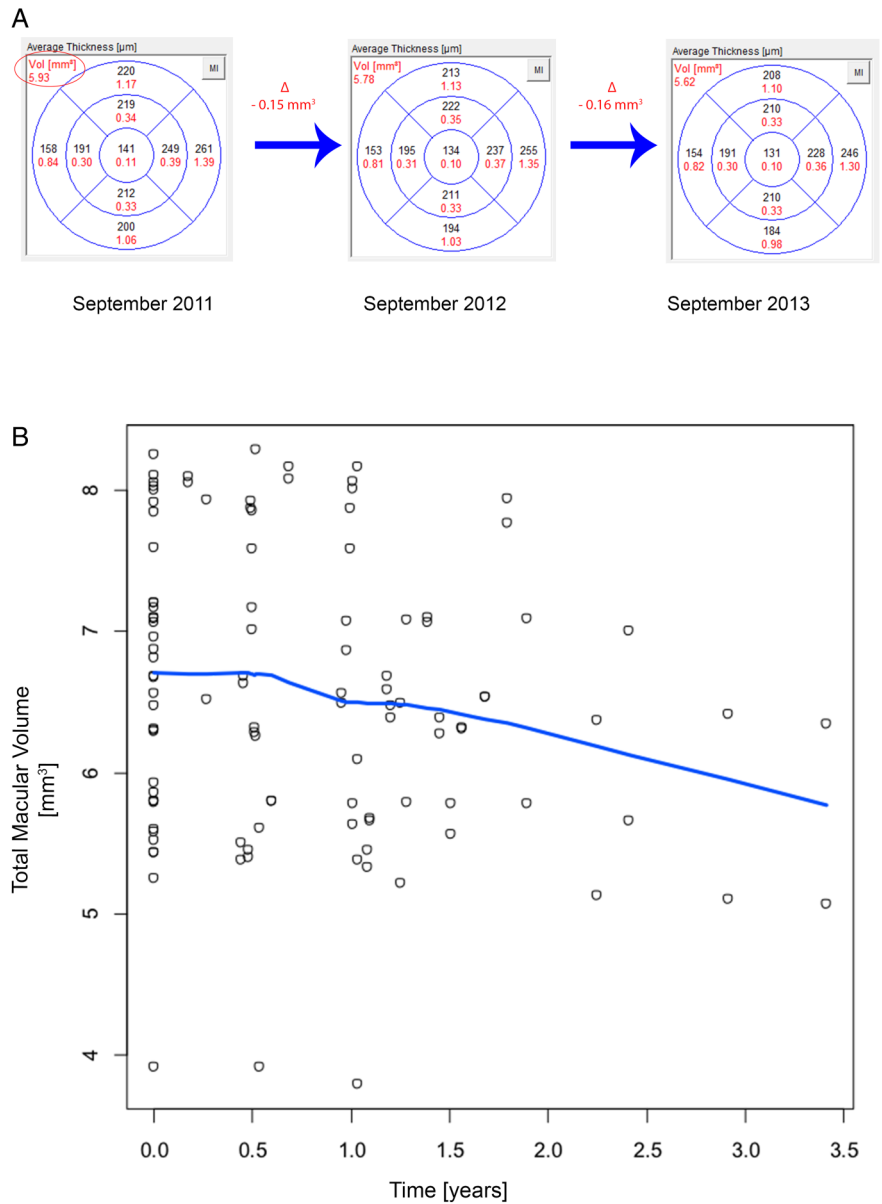 A
Average Thickness [µm]
Vol [mm³]
5.93
MI
220
1.17
219
0.34
158 191 141 249 261
0.84 0.30 0.11 0.39 1.39
212
0.33
200
1.06
September 2011
Δ
- 0.15 mm³
Average Thickness [µm]
Vol [mm³]
5.78
MI
213
1.13
222
0.35
153 195 134 237 255
0.81 0.31 0.10 0.37 1.35
211
0.33
194
1.03
September 2012
Δ
- 0.16 mm³
Average Thickness [µm]
Vol [mm³]
5.62
MI
208
1.10
210
0.33
154 191 131 228 246
0.82 0.30 0.10 0.36 1.30
210
0.33
184
0.98
September 2013
B
Total Macular Volume
[mm³]
8
7
6
5
4
0.0 0.5 1.0 1.5 2.0 2.5 3.0 3.5
Time [years]